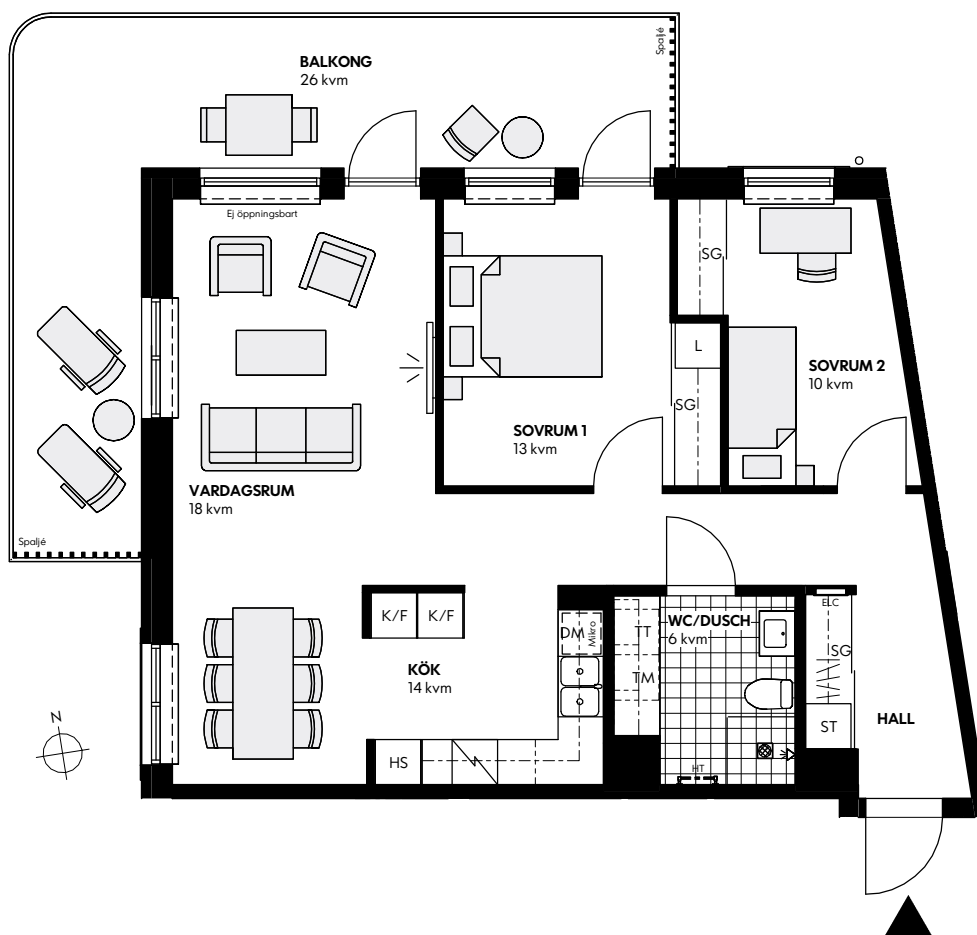 BALKONG
26 kvm
Spaljé
Ej öppningsbart
SG
L
SG
SOVRUM 2
10 kvm
SOVRUM 1
13 kvm
VARDAGSRUM
18 kvm
Spaljé
K/F
K/F
DM
Mikro
TT
WC/DUSCH
6 kvm
ELC
SG
TM
KÖK
14 kvm
ST
HALL
N
HS
HT